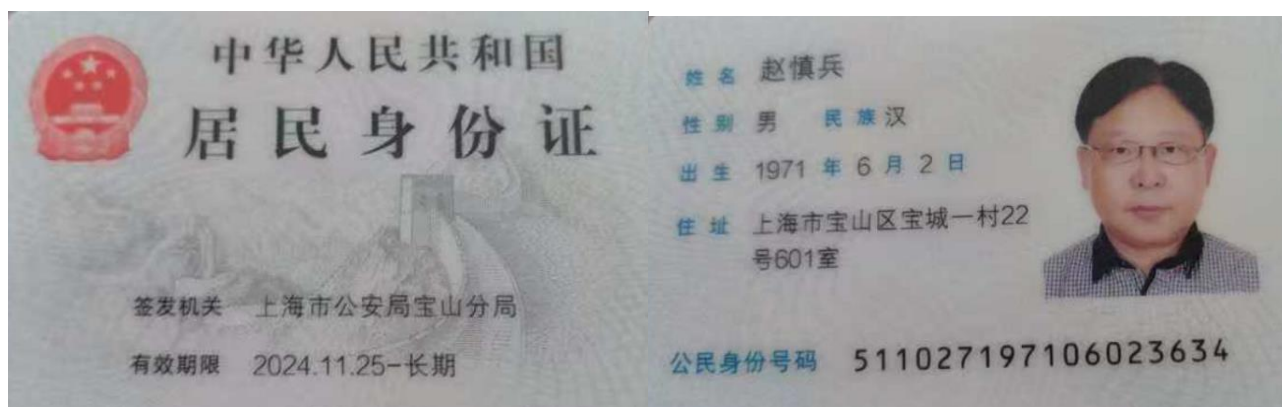 中华人民共和国
居民身份证
签发机关 上海市公安局宝山分局
有效期限 2024.11.25-长期
姓名 赵慎兵
性别 男 民族 汉
出生 1971 年 6 月 2 日
住址 上海市宝山区宝城一村22
号601室
公民身份号码 511027197106023634